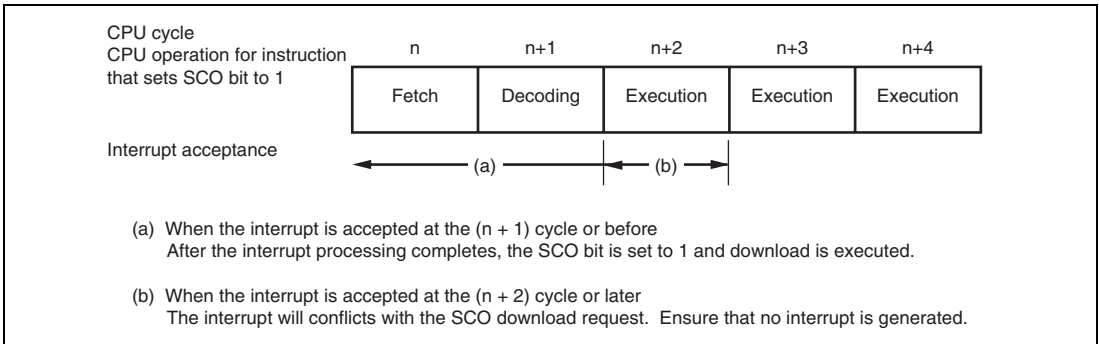 CPU cycle
CPU operation for instruction
that sets SCO bit to 1
n n+1 n+2 n+3 n+4
Fetch Decoding Execution Execution Execution
Interrupt acceptance
(a) (b)
(a) When the interrupt is accepted at the (n + 1) cycle or before
After the interrupt processing completes, the SCO bit is set to 1 and download is executed.
(b) When the interrupt is accepted at the (n + 2) cycle or later
The interrupt will conflicts with the SCO download request. Ensure that no interrupt is generated.